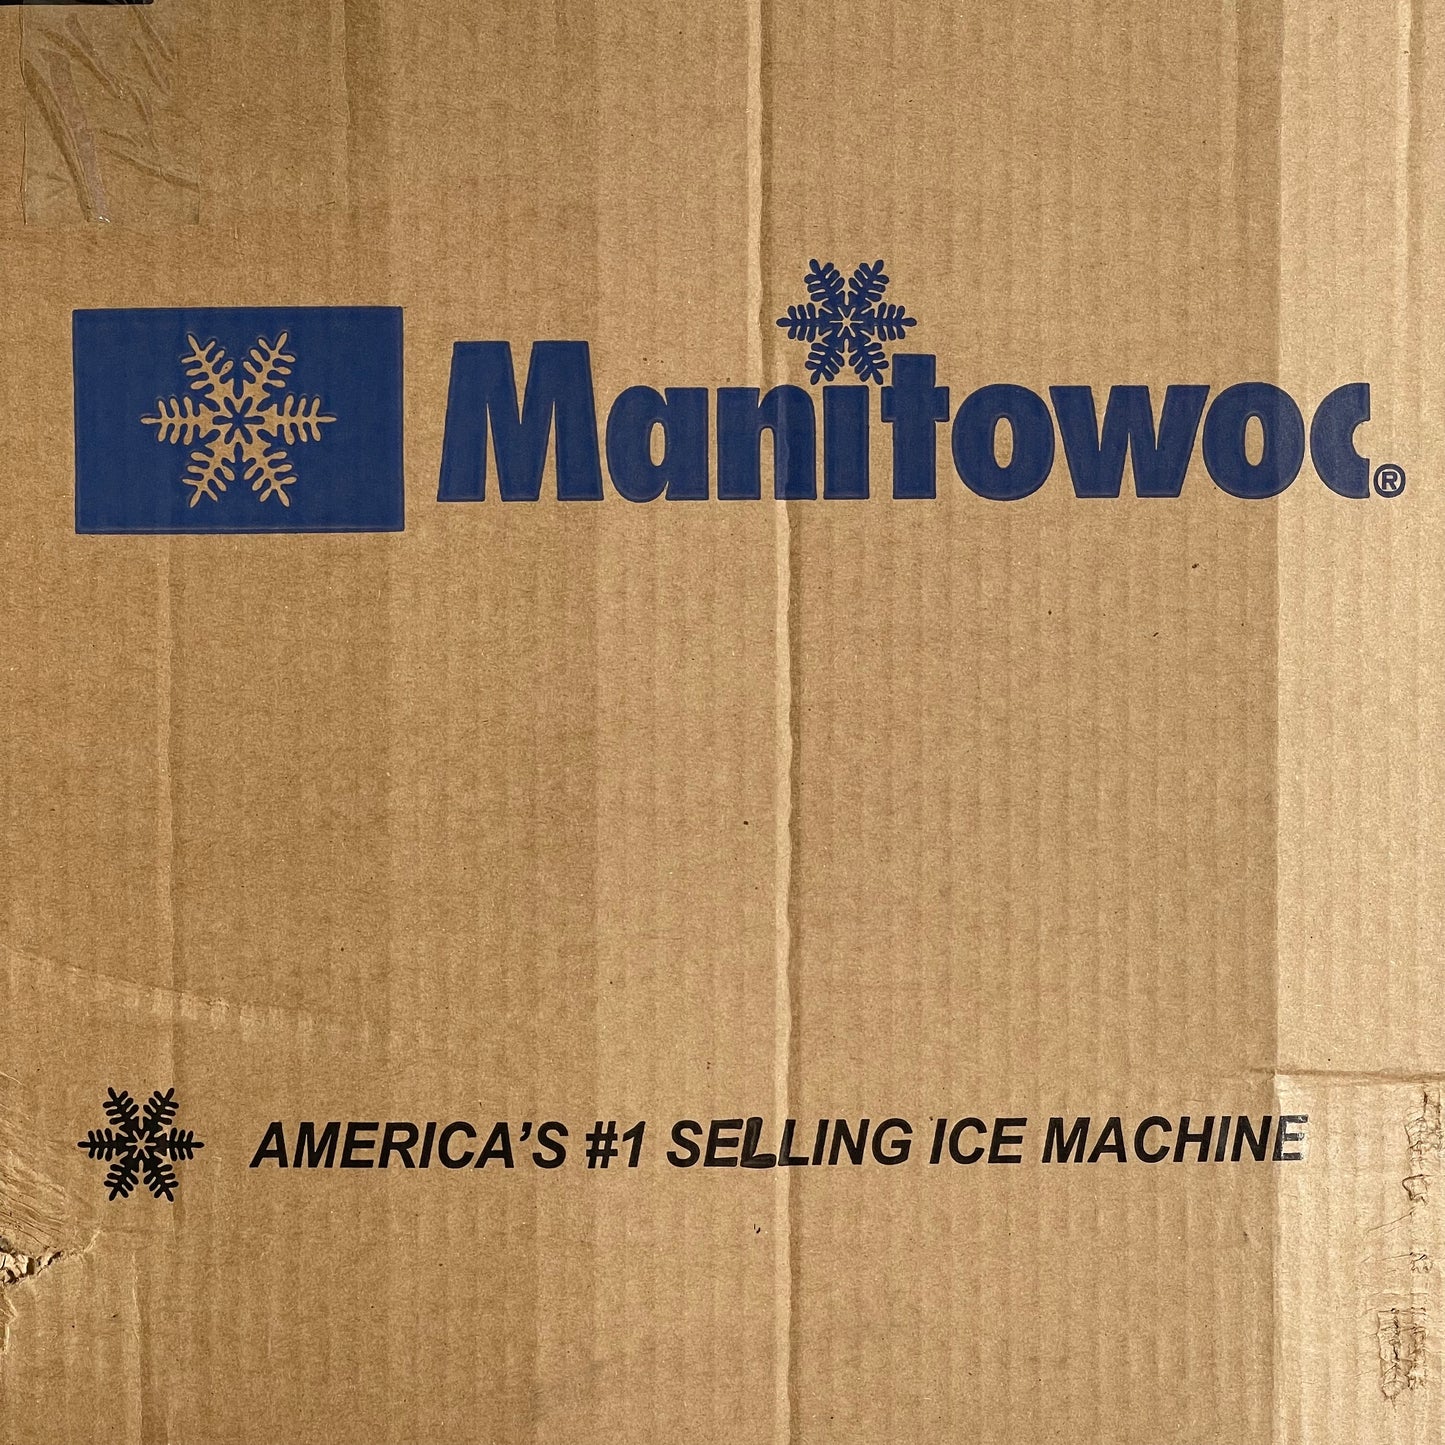 Manitowoc®
AMERICA'S #1 SELLING ICE MACHINE